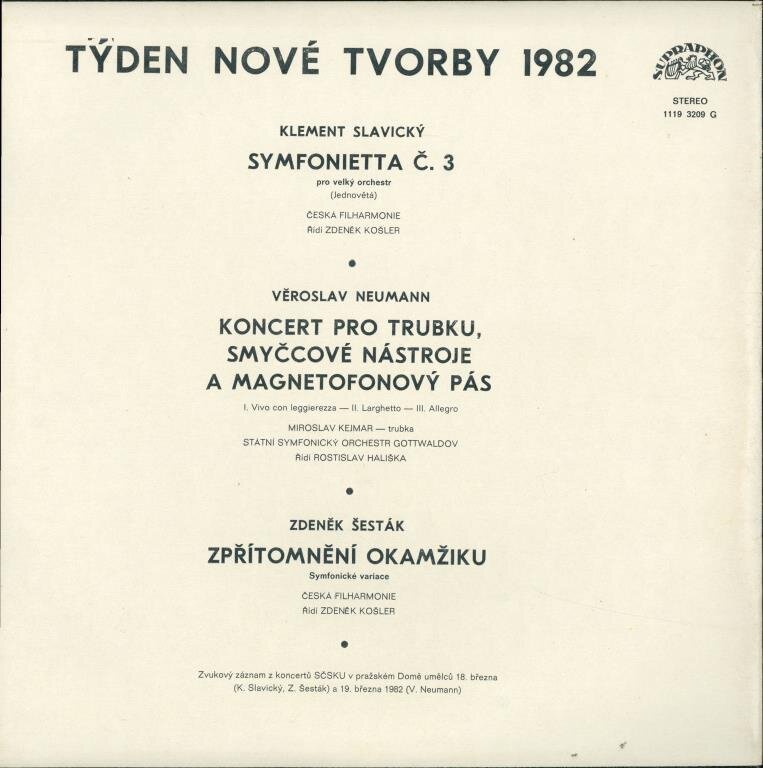 TÝDEN NOVÉ TVORBY 1982
SUPRAPHON
STEREO
1119 3209 G
KLEMENT SLAVICKÝ
SYMFONIETTA Č. 3
pro velký orchestr
(Jednovětá)
ČESKÁ FILHARMONIE
Řídí ZDENĚK KOŠLER
VĚROSLAV NEUMANN
KONCERT PRO TRUBKU,
SMYČCOVÉ NÁSTROJE
A MAGNETOFONOVÝ PÁS
I. Vivo con leggierezza — II. Larghetto — III. Allegro
MIROSLAV KEJMAR — trubka
STÁTNÍ SYMFONICKÝ ORCHESTR GOTTWALDOV
Řídí ROSTISLAV HALIŠKA
ZDENĚK ŠESTÁK
ZPŘÍTOMNĚNÍ OKAMŽIKU
Symfonické variace
ČESKÁ FILHARMONIE
Řídí ZDENĚK KOŠLER
Zvukový záznam z koncertů SČSKU v pražském Domě umělců 18. března
(K. Slavický, Z. Šesták) a 19. března 1982 (V. Neumann)